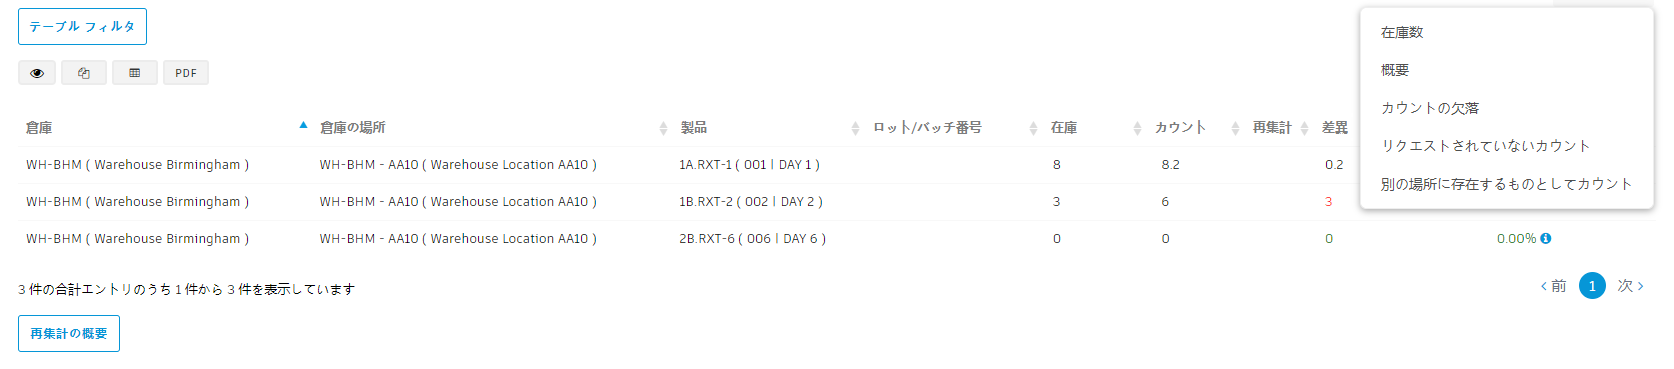 テーブル フィルタ
在庫数
概要
カウントの欠落
リクエストされていないカウント
別の場所に存在するものとしてカウント
PDF
倉庫 倉庫の場所 製品 ロット/バッチ番号 在庫 カウント 再集計 差異
WH-BHM ( Warehouse Birmingham ) WH-BHM - AA10 ( Warehouse Location AA10 ) 1A.RXT-1 ( 001 | DAY 1 ) 8 8.2 0.2
WH-BHM ( Warehouse Birmingham ) WH-BHM - AA10 ( Warehouse Location AA10 ) 1B.RXT-2 ( 002 | DAY 2 ) 3 6 3
WH-BHM ( Warehouse Birmingham ) WH-BHM - AA10 ( Warehouse Location AA10 ) 2B.RXT-6 ( 006 | DAY 6 ) 0 0 0 0.00%
3 件の合計エントリのうち 1 件から 3 件を表示しています
前 1 次
再集計の概要